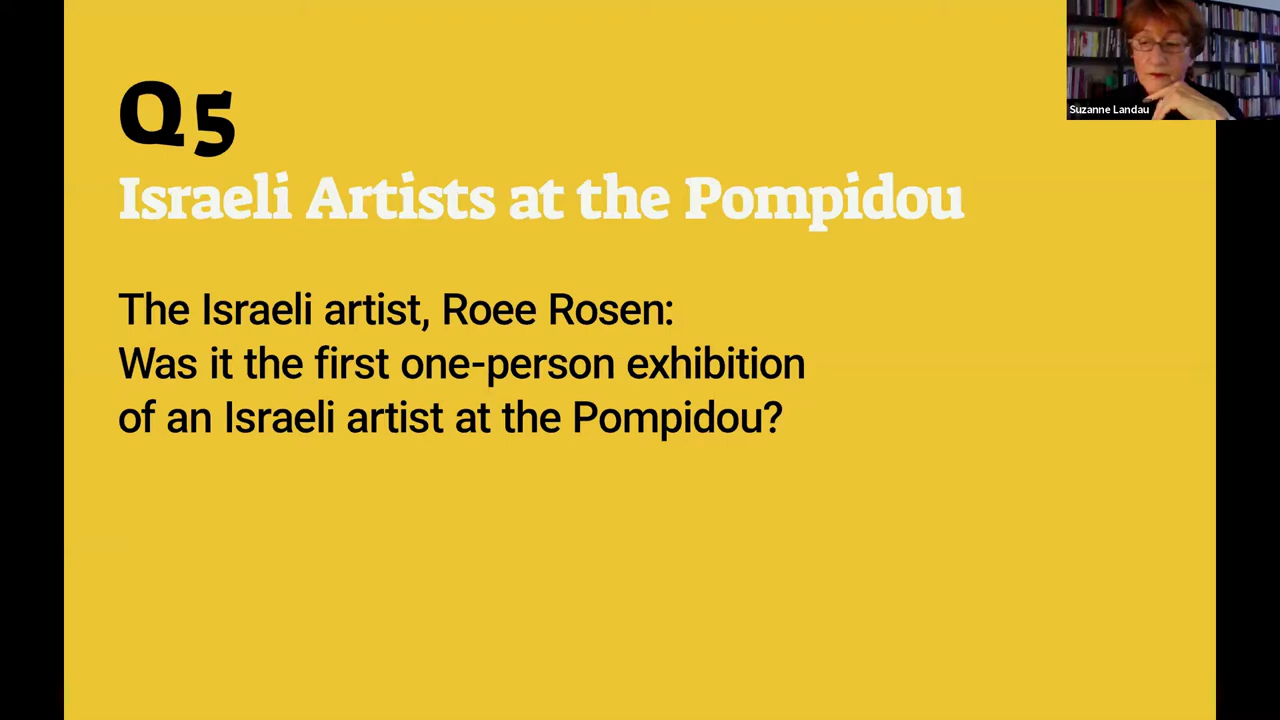 Q5
Israeli Artists at the Pompidou
The Israeli artist, Roee Rosen:
Was it the first one-person exhibition
of an Israeli artist at the Pompidou?
Suzanne Landau